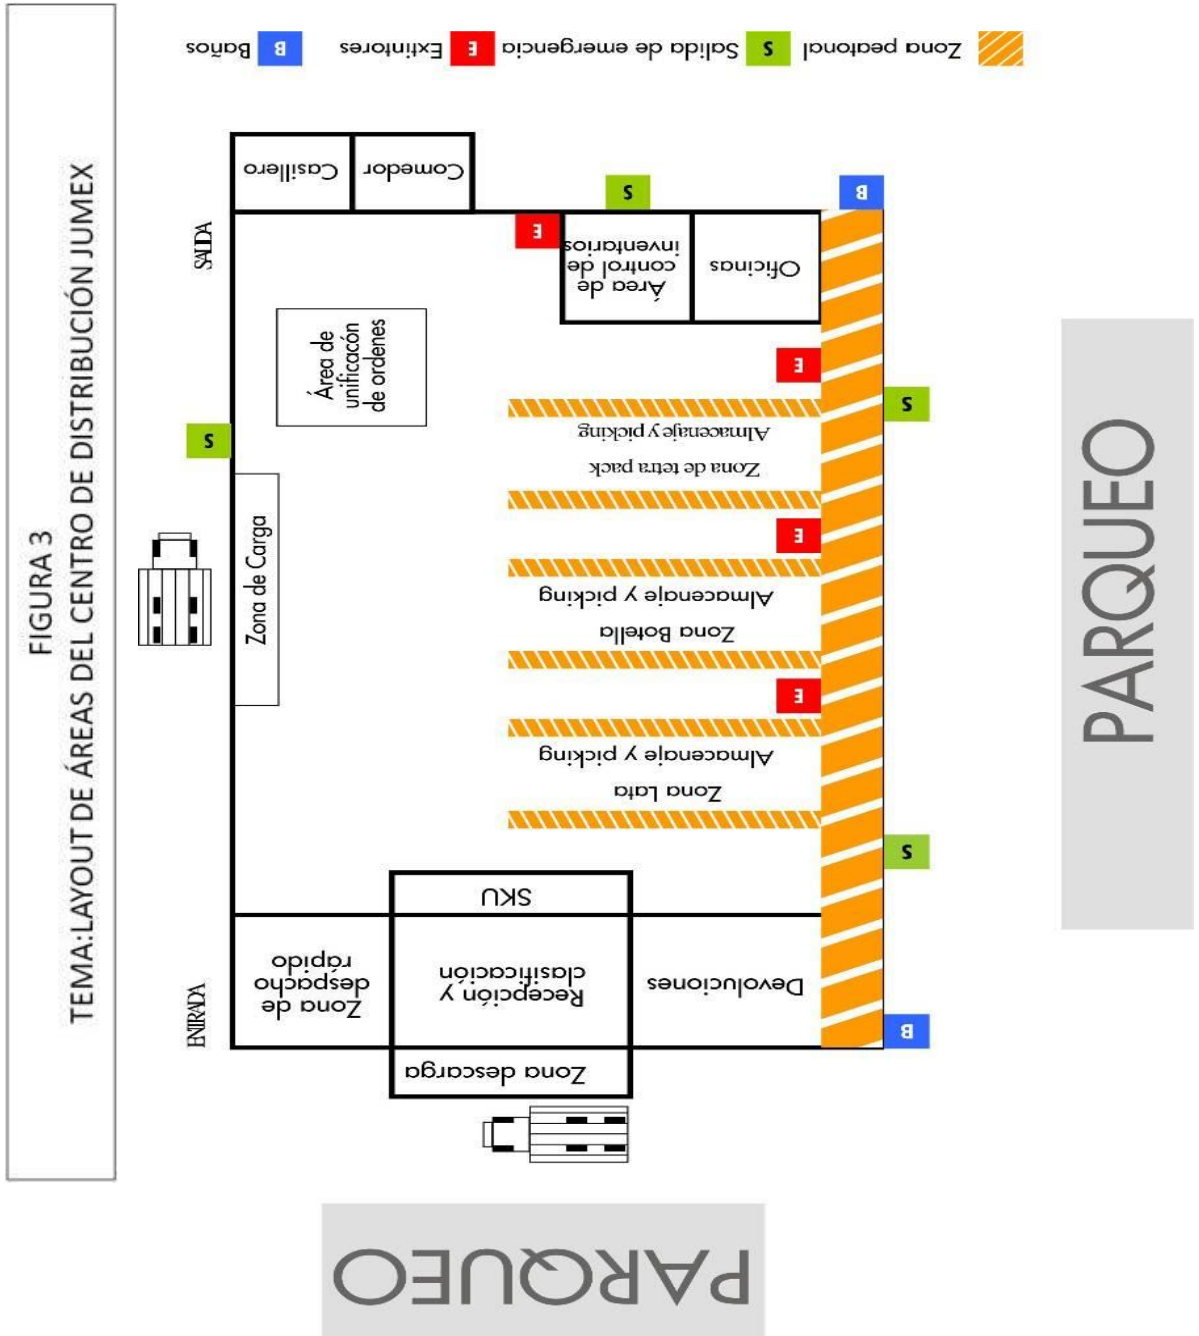 FIGURA 3
TEMA:LAYOUT DE ÁREAS DEL CENTRO DE DISTRIBUCIÓN JUMEX
PARQUEO
ENTRADA
Zona descarga
Devoluciones
Recepción y
clasificación
Zona de
déspacho
rápido
SKU
S
B
Zona Lata
Almacenaje y picking
E
Zona Botella
Almacenaje y picking
E
Zona de tetra pack
Almacenaje y picking
E
S
Zona de Carga
S
Área de
unificacón
de ordenes
Oficinas
Área de
control de
inventarios
E
S
B
SALIDA
Comedor
Casillero
PARQUEO
Zona peatonal
S Salida de emergencia
E Extintores
B Baños